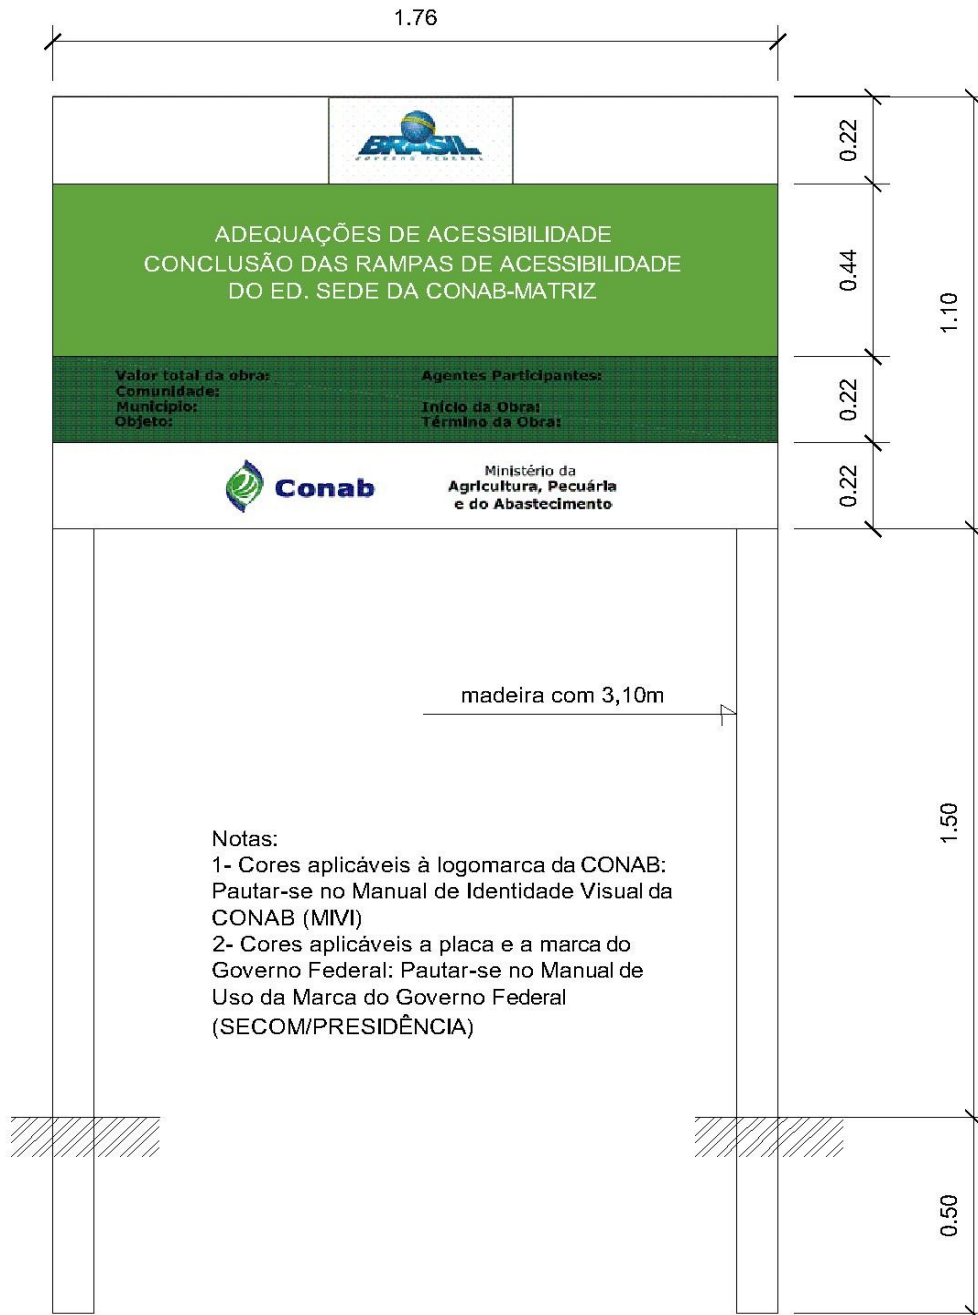 1.76
BRASIL
GOVERNO FEDERAL
0.22
ADEQUAÇÕES DE ACESSIBILIDADE
CONCLUSÃO DAS RAMPAS DE ACESSIBILIDADE
DO ED. SEDE DA CONAB-MATRIZ
0.44
1.10
Valor total da obra:
Comunidade:
Município:
Objeto:
Agentes Participantes:
Início da Obra:
Término da Obra:
0.22
Conab
Ministério da
Agricultura, Pecuária
e do Abastecimento
0.22
madeira com 3,10m
1.50
Notas:
1- Cores aplicáveis à logomarca da CONAB:
Pautar-se no Manual de Identidade Visual da
CONAB (MIVI)
2- Cores aplicáveis a placa e a marca do
Governo Federal: Pautar-se no Manual de
Uso da Marca do Governo Federal
(SECOM/PRESIDÊNCIA)
0.50